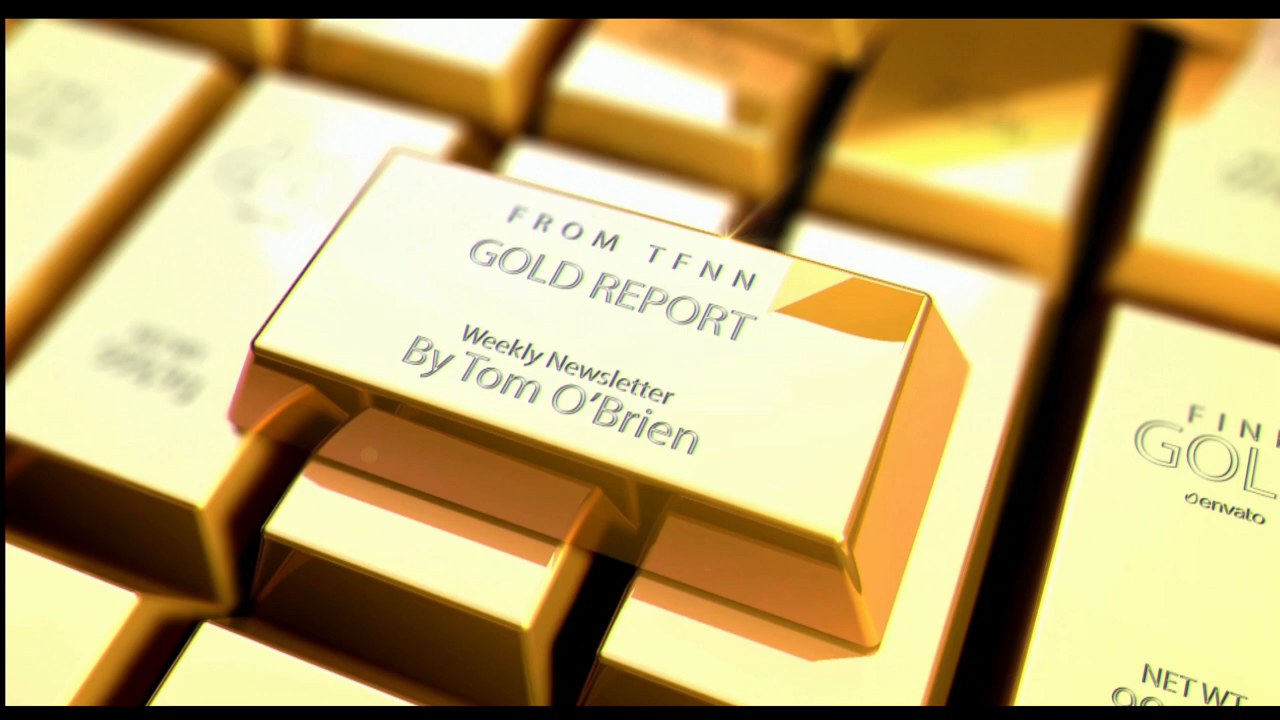 FROM TFNN
GOLD REPORT
Weekly Newsletter
By Tom O'Brien
GOL
envato
NET WT